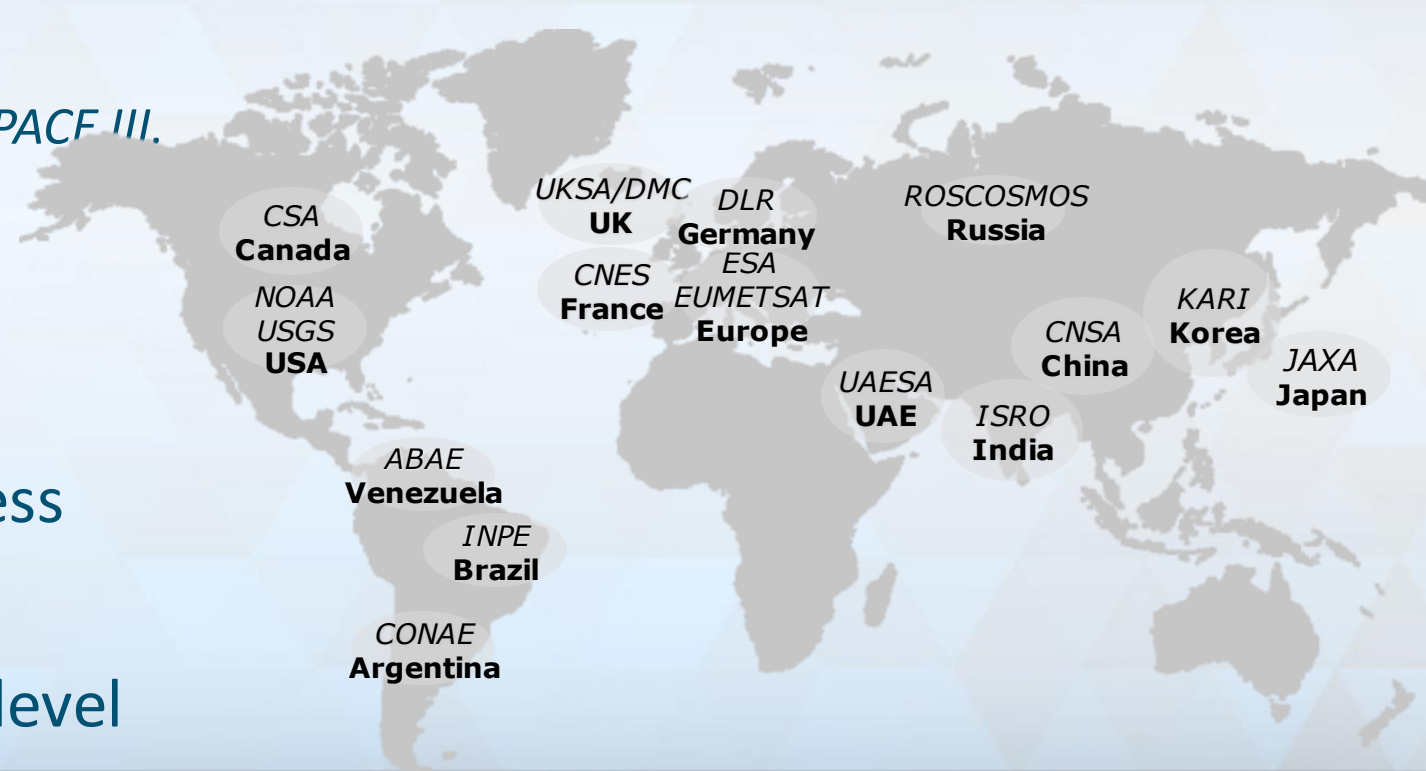 PACE III.
CSA
Canada
NOAA
USGS
USA
UKSA/DMC
UK
DLR
Germany
CNES
France
ESA
EUMETSAT
Europe
ROSCOSMOS
Russia
KARI
Korea
CNSA
China
JAXA
Japan
UAESA
UAE
ISRO
India
ABAE
Venezuela
INPE
Brazil
CONAE
Argentina
ess
level